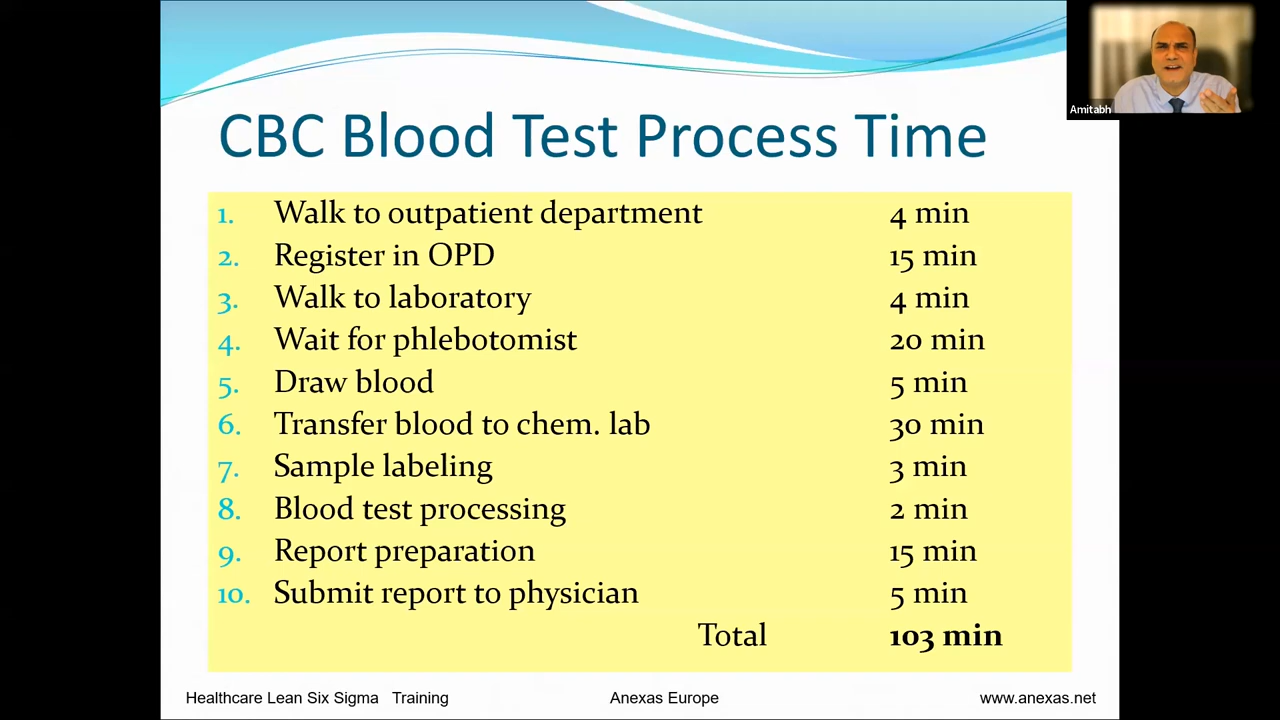 Amitabh
CBC Blood Test Process Time
1. Walk to outpatient department 4 min
2. Register in OPD 15 min
3. Walk to laboratory 4 min
4. Wait for phlebotomist 20 min
5. Draw blood 5 min
6. Transfer blood to chem. lab 30 min
7. Sample labeling 3 min
8. Blood test processing 2 min
9. Report preparation 15 min
10. Submit report to physician 5 min
Total 103 min
Healthcare Lean Six Sigma Training Anexas Europe www.anexas.net